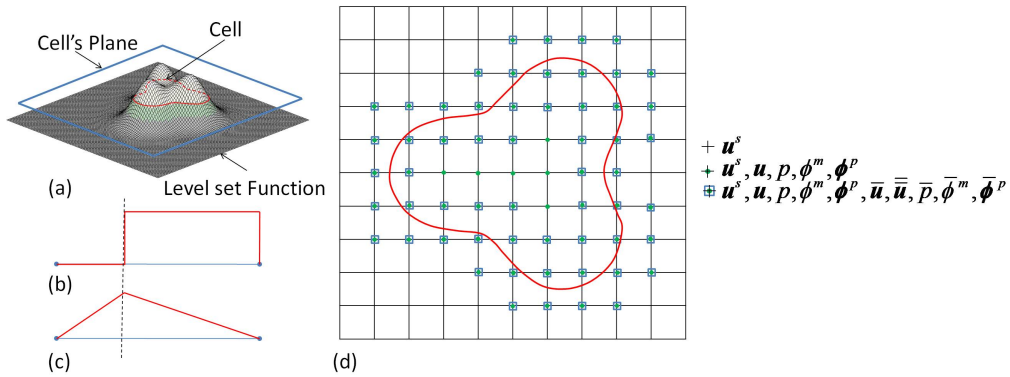 Cell
Cell's Plane
Level set Function
(a)
(b)
(c)
(d)
+ u^s
u^s, u, p, ϕ^m, ϕ^p
u^s, u, p, ϕ^m, ϕ^p, u̅, u̿, p̅, ϕ̅^m, ϕ̅^p